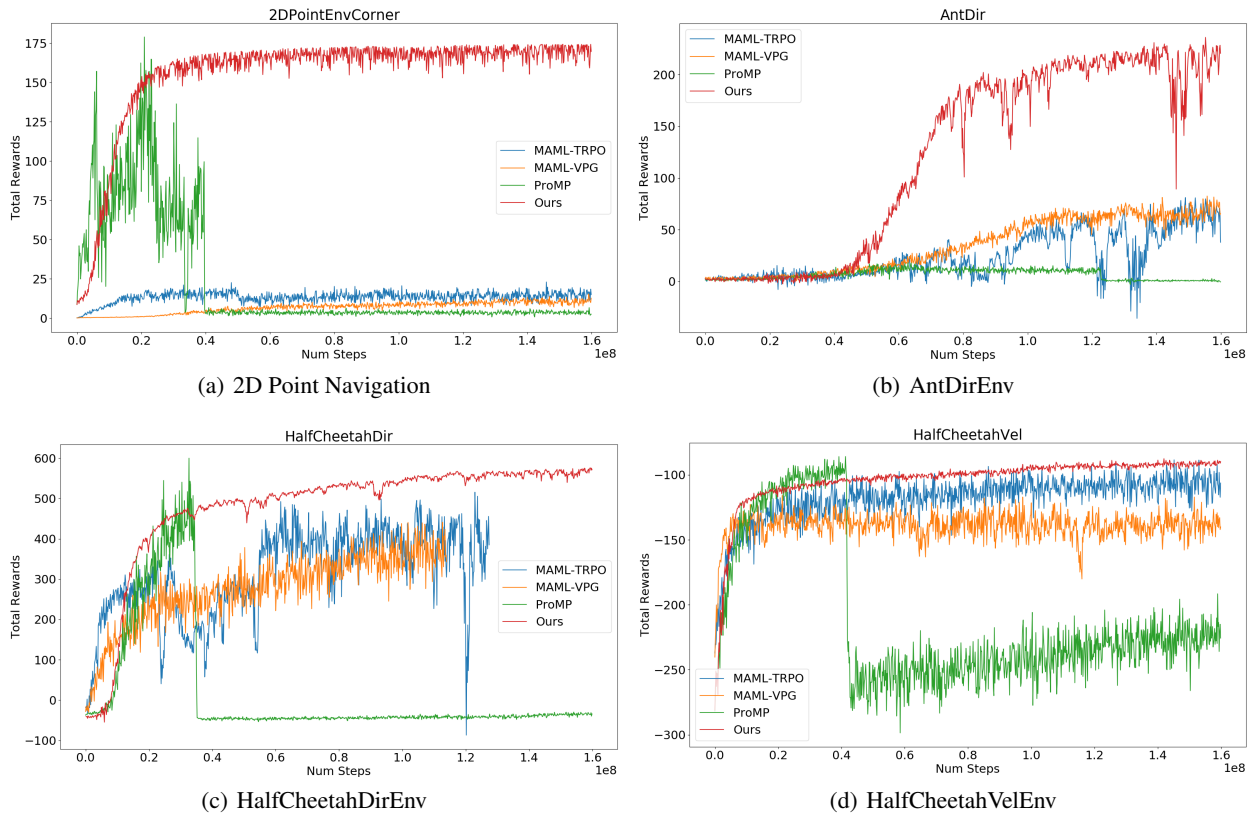 2DPointEnvCorner
175
150
125
100
75
50
25
0
Total Rewards
MAML-TRPO
MAML-VPG
ProMP
Ours
0.0 0.2 0.4 0.6 0.8 1.0 1.2 1.4 1.6
Num Steps 1e8
(a) 2D Point Navigation
AntDir
200
150
100
50
0
Total Rewards
MAML-TRPO
MAML-VPG
ProMP
Ours
0.0 0.2 0.4 0.6 0.8 1.0 1.2 1.4 1.6
Num Steps 1e8
(b) AntDirEnv
HalfCheetahDir
600
500
400
300
200
100
0
−100
Total Rewards
MAML-TRPO
MAML-VPG
ProMP
Ours
0.0 0.2 0.4 0.6 0.8 1.0 1.2 1.4 1.6
Num Steps 1e8
(c) HalfCheetahDirEnv
HalfCheetahVel
−100
−150
−200
−250
−300
Total Rewards
MAML-TRPO
MAML-VPG
ProMP
Ours
0.0 0.2 0.4 0.6 0.8 1.0 1.2 1.4 1.6
Num Steps 1e8
(d) HalfCheetahVelEnv